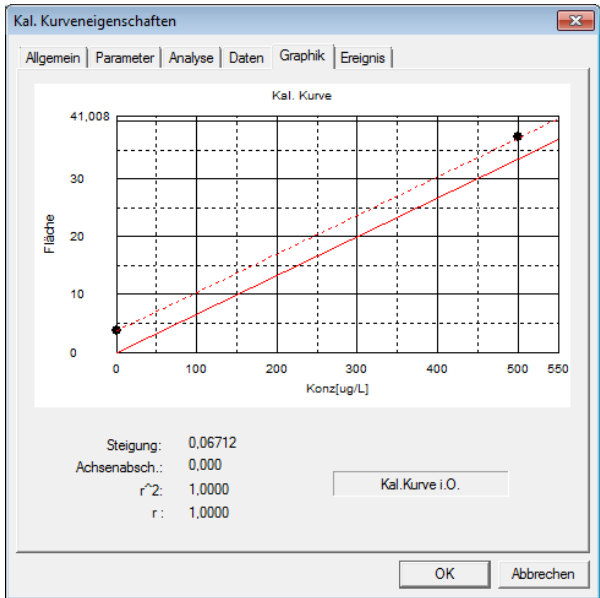 Kal. Kurveneigenschaften
Allgemein Parameter Analyse Daten Graphik Ereignis
Kal. Kurve
41,008
30
20
10
0
Fläche
0 100 200 300 400 500 550
Konz[ug/L]
Steigung: 0,06712
Achsenabsch.: 0,000
r^2: 1,0000
r : 1,0000
Kal.Kurve i.O.
OK Abbrechen